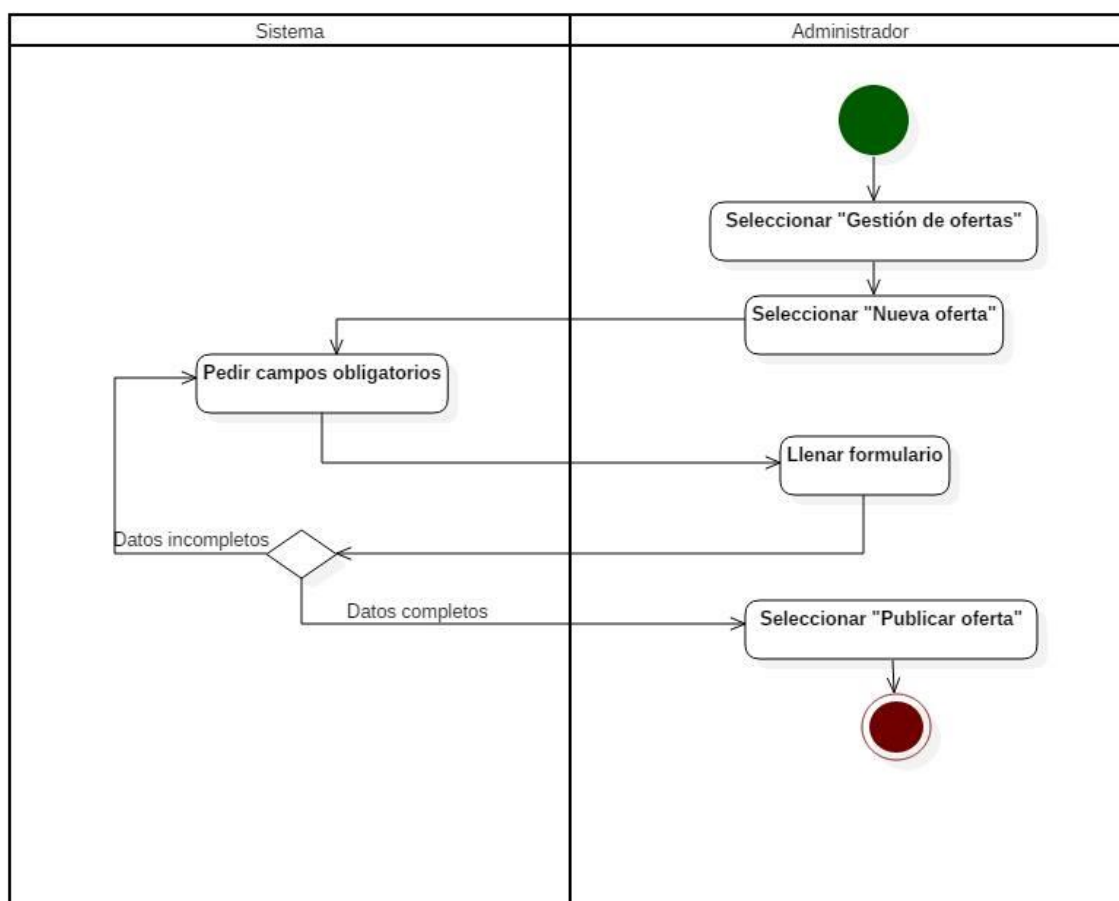 Sistema
Administrador
Seleccionar "Gestión de ofertas"
Seleccionar "Nueva oferta"
Pedir campos obligatorios
Llenar formulario
Datos incompletos
Datos completos
Seleccionar "Publicar oferta"